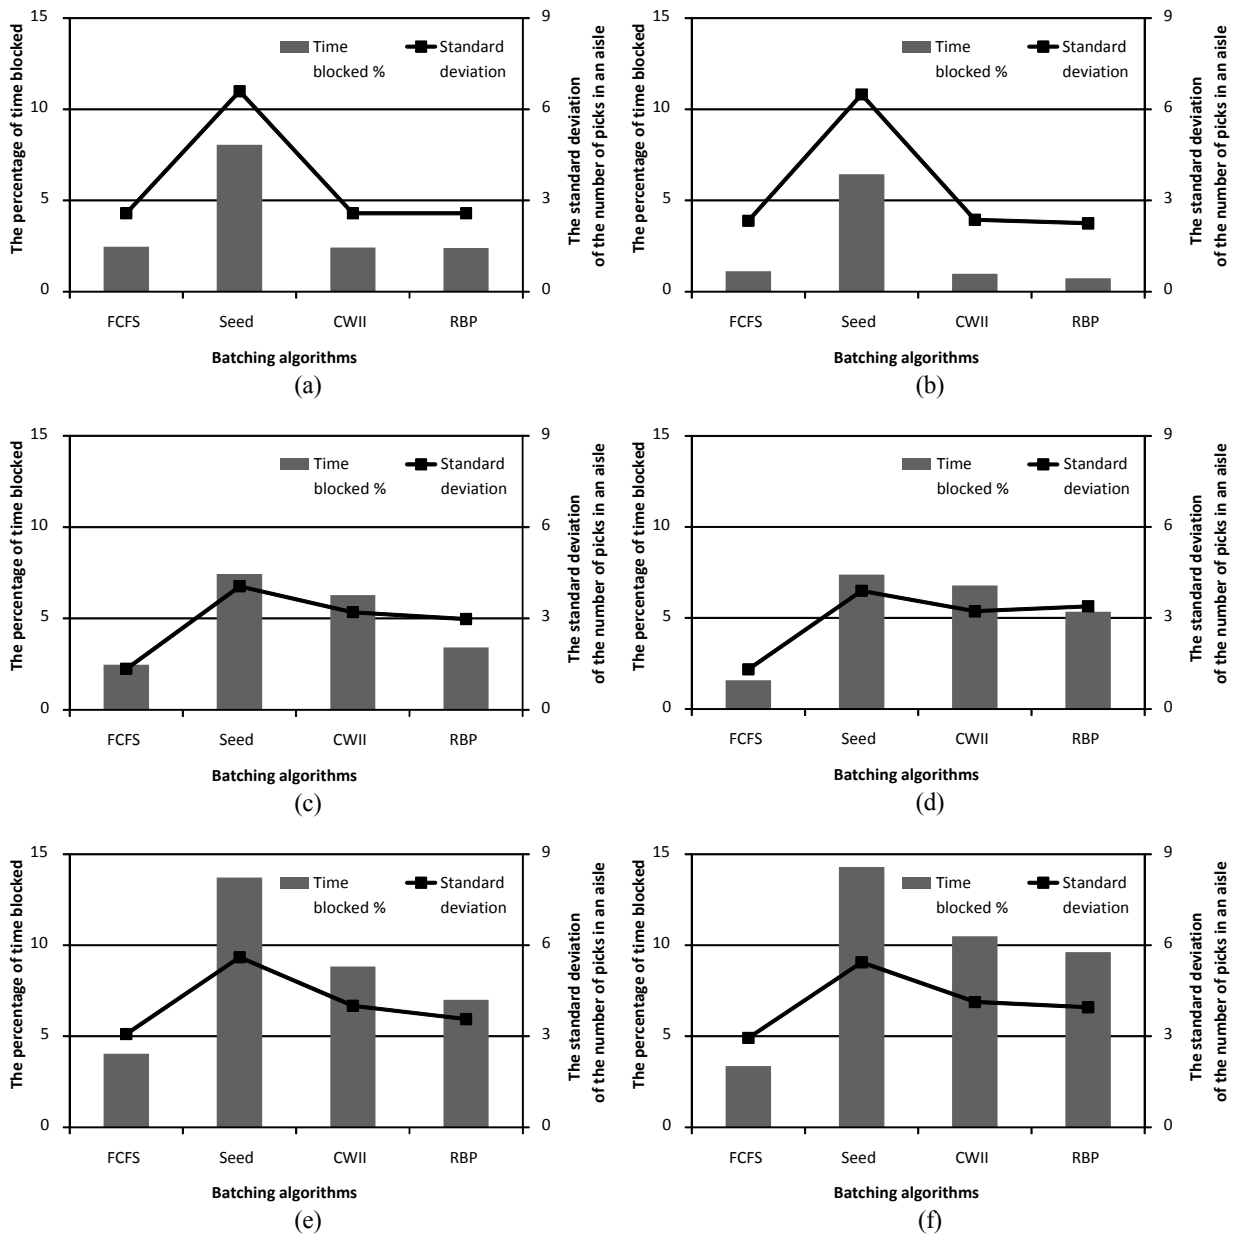 The percentage of time blocked
15
10
5
0
Time
blocked %
Standard
deviation
9
6
3
0
The standard deviation
of the number of picks in an aisle
FCFS
Seed
CWII
RBP
Batching algorithms
(a)
The percentage of time blocked
15
10
5
0
Time
blocked %
Standard
deviation
9
6
3
0
The standard deviation
of the number of picks in an aisle
FCFS
Seed
CWII
RBP
Batching algorithms
(b)
The percentage of time blocked
15
10
5
0
Time
blocked %
Standard
deviation
9
6
3
0
The standard deviation
of the number of picks in an aisle
FCFS
Seed
CWII
RBP
Batching algorithms
(c)
The percentage of time blocked
15
10
5
0
Time
blocked %
Standard
deviation
9
6
3
0
The standard deviation
of the number of picks in an aisle
FCFS
Seed
CWII
RBP
Batching algorithms
(d)
The percentage of time blocked
15
10
5
0
Time
blocked %
Standard
deviation
9
6
3
0
The standard deviation
of the number of picks in an aisle
FCFS
Seed
CWII
RBP
Batching algorithms
(e)
The percentage of time blocked
15
10
5
0
Time
blocked %
Standard
deviation
9
6
3
0
The standard deviation
of the number of picks in an aisle
FCFS
Seed
CWII
RBP
Batching algorithms
(f)